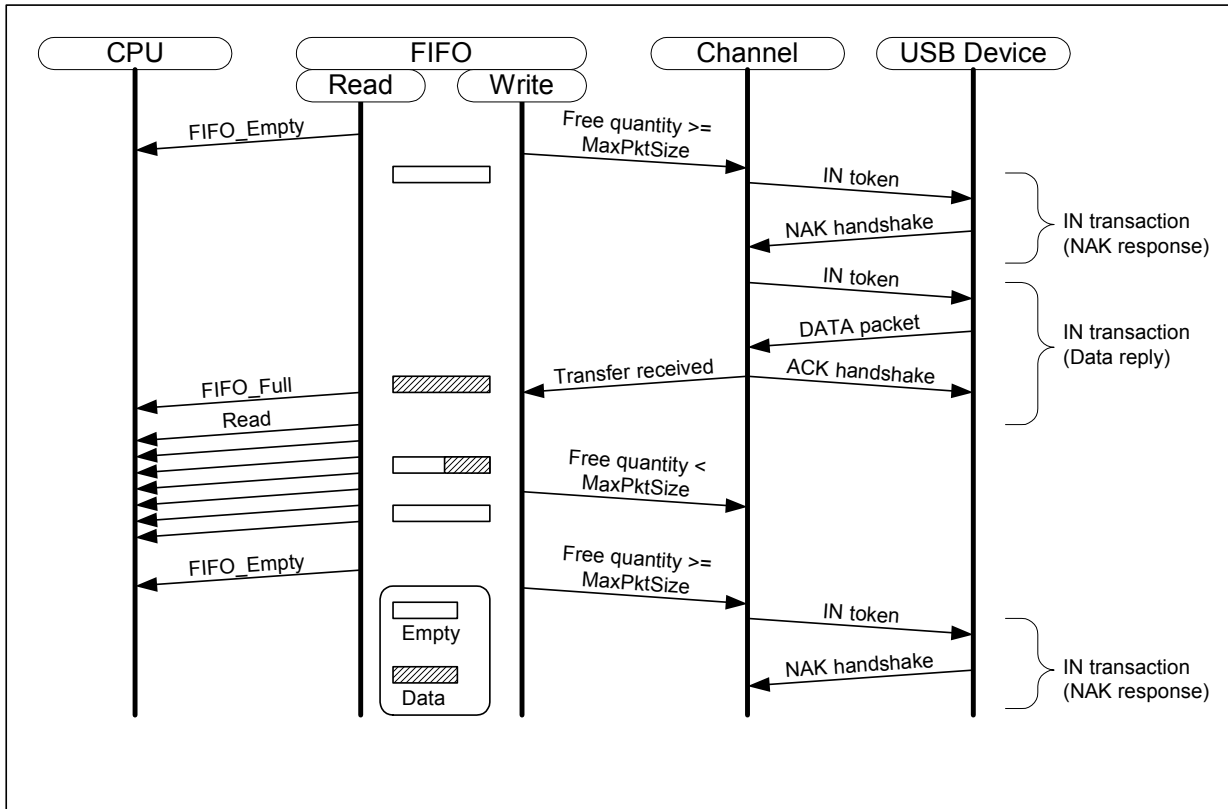 CPU
FIFO
Channel
USB Device
Read
Write
FIFO_Empty
Free quantity >=
MaxPktSize
IN token
NAK handshake
IN transaction
(NAK response)
IN token
DATA packet
IN transaction
(Data reply)
Transfer received
ACK handshake
FIFO_Full
Read
Free quantity <
MaxPktSize
Free quantity >=
MaxPktSize
FIFO_Empty
IN token
Empty
NAK handshake
IN transaction
(NAK response)
Data